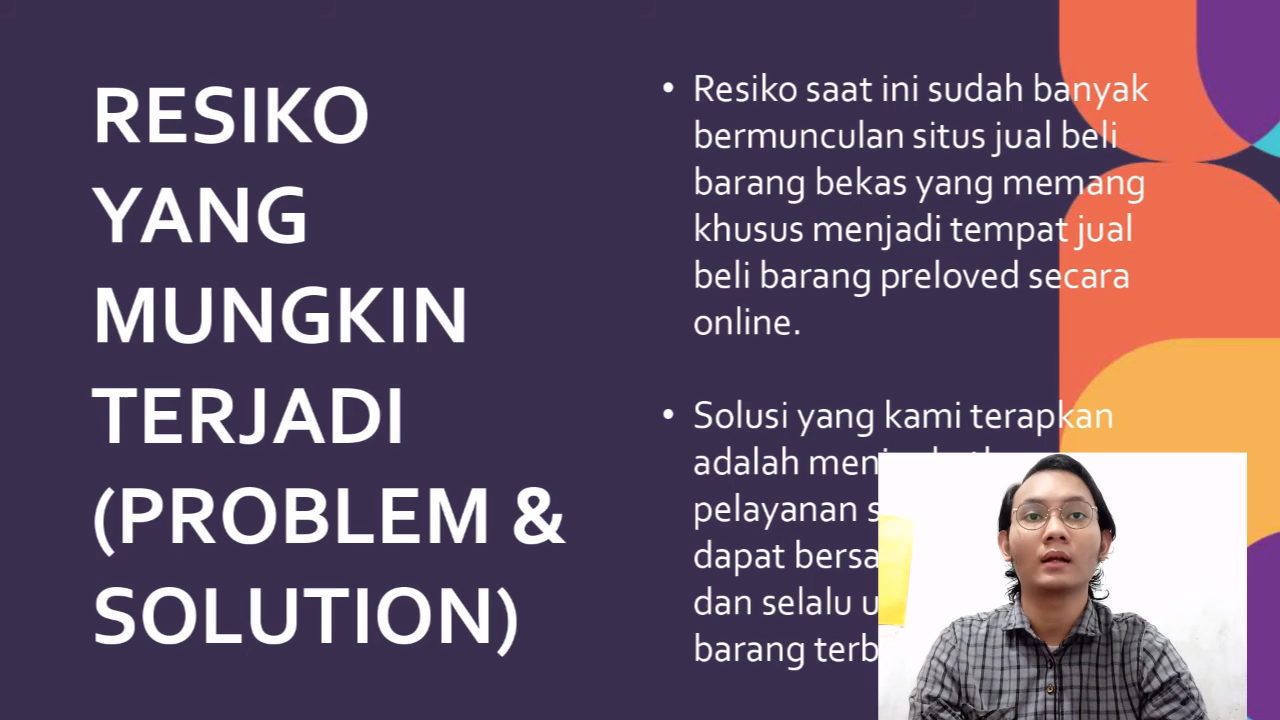 RESIKO
YANG
MUNGKIN
TERJADI
(PROBLEM &
SOLUTION)
• Resiko saat ini sudah banyak
bermunculan situs jual beli
barang bekas yang memang
khusus menjadi tempat jual
beli barang preloved secara
online.
• Solusi yang kami terapkan
adalah
pelayanan
dapat
dan selalu
barang